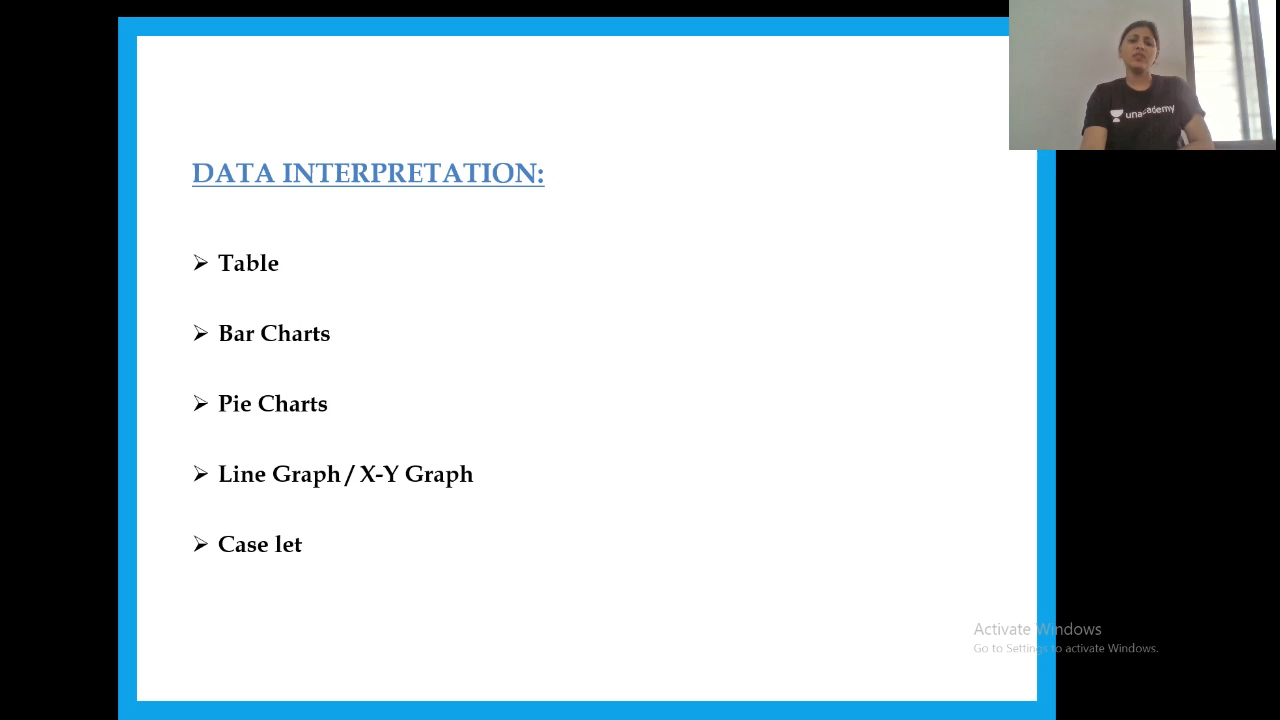 unacademy
DATA INTERPRETATION:
Table
Bar Charts
Pie Charts
Line Graph / X-Y Graph
Case let
Activate Windows
Go to Settings to activate Windows.